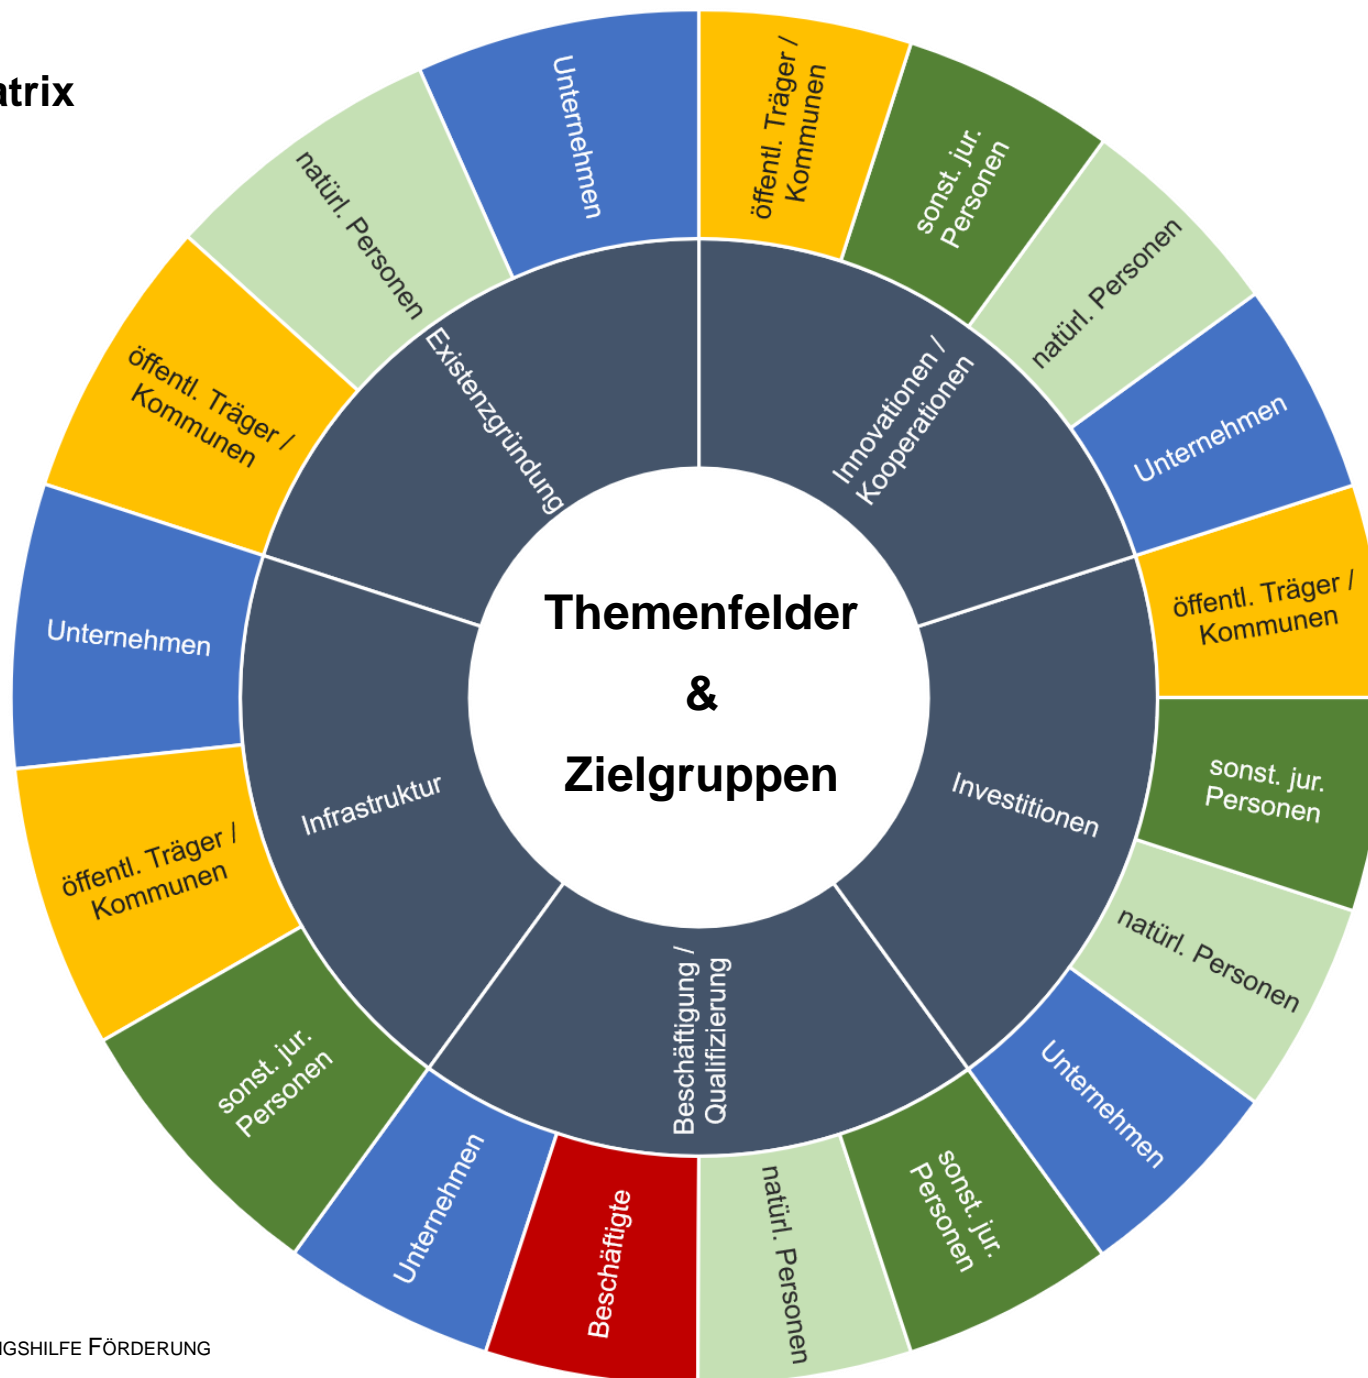 atrix
Unternehmen
öffentl. Träger /
Kommunen
sonst. jur.
Personen
natürl. Personen
Unternehmen
öffentl. Träger /
Kommunen
sonst. jur.
Personen
natürl. Personen
Unternehmen
sonst. jur.
Personen
natürl. Personen
Beschäftigte
Unternehmen
sonst. jur.
Personen
öffentl. Träger /
Kommunen
Unternehmen
öffentl. Träger /
Kommunen
natürl. Personen
Existenzgründung
Innovationen /
Kooperationen
Investitionen
Beschäftigung /
Qualifizierung
Infrastruktur
Themenfelder
&
Zielgruppen
NGSHILFE FÖRDERUNG